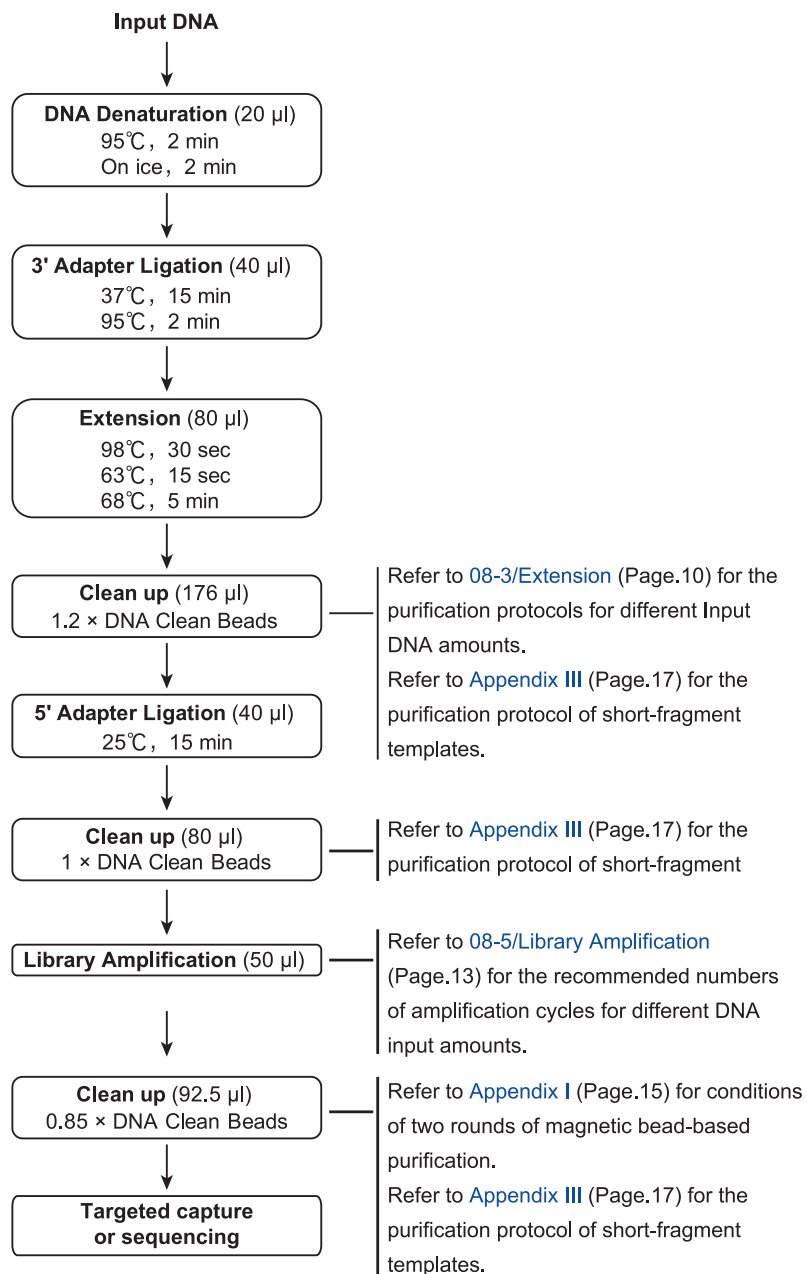 Input DNA
DNA Denaturation (20 μl)
95℃，2 min
On ice，2 min
3' Adapter Ligation (40 μl)
37℃，15 min
95℃，2 min
Extension (80 μl)
98℃，30 sec
63℃，15 sec
68℃，5 min
Clean up (176 μl)
1.2 × DNA Clean Beads
Refer to 08-3/Extension (Page.10) for the
purification protocols for different Input
DNA amounts.
Refer to Appendix III (Page.17) for the
purification protocol of short-fragment
templates.
5' Adapter Ligation (40 μl)
25℃，15 min
Clean up (80 μl)
1 × DNA Clean Beads
Refer to Appendix III (Page.17) for the
purification protocol of short-fragment
Library Amplification (50 μl)
Refer to 08-5/Library Amplification
(Page.13) for the recommended numbers
of amplification cycles for different DNA
input amounts.
Clean up (92.5 μl)
0.85 × DNA Clean Beads
Refer to Appendix I (Page.15) for conditions
of two rounds of magnetic bead-based
purification.
Refer to Appendix III (Page.17) for the
purification protocol of short-fragment
templates.
Targeted capture
or sequencing